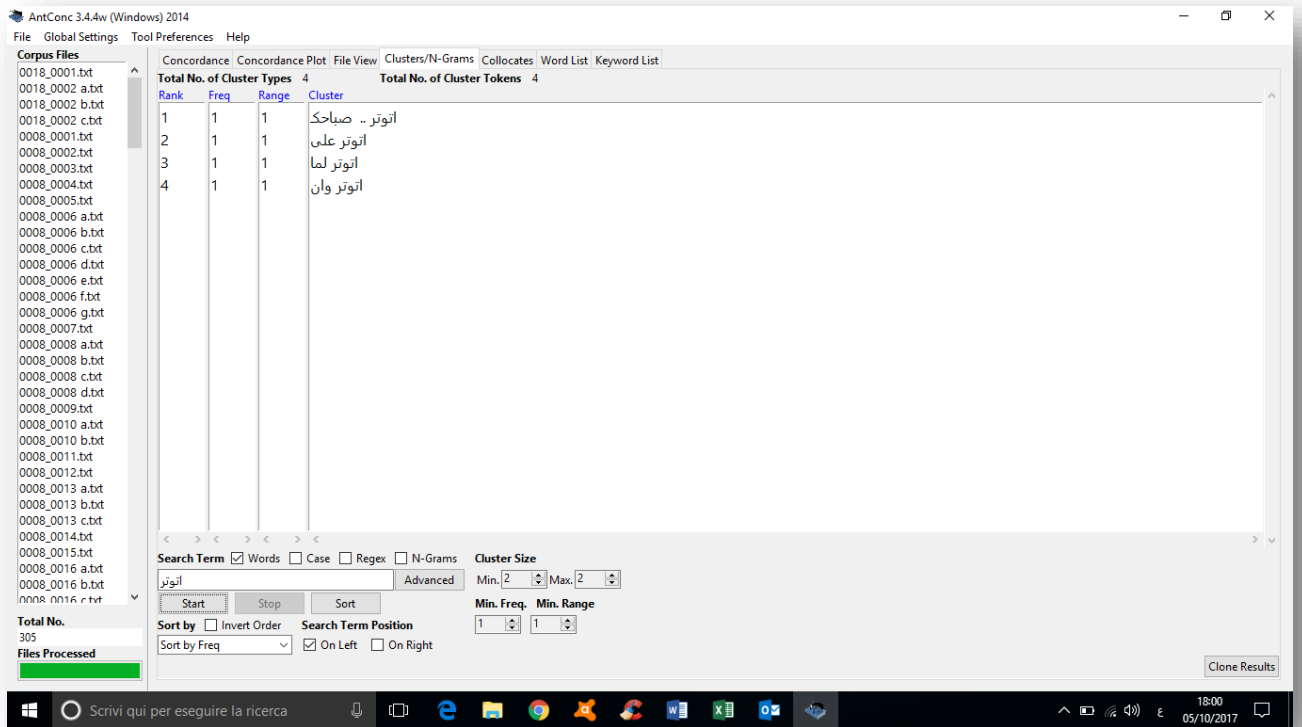 AntConc 3.4.4w (Windows) 2014
File Global Settings Tool Preferences Help
Corpus Files
0018_0001.txt
0018_0002 a.txt
0018_0002 b.txt
0018_0002 c.txt
0008_0001.txt
0008_0002.txt
0008_0003.txt
0008_0004.txt
0008_0005.txt
0008_0006 a.txt
0008_0006 b.txt
0008_0006 c.txt
0008_0006 d.txt
0008_0006 e.txt
0008_0006 f.txt
0008_0006 g.txt
0008_0007.txt
0008_0008 a.txt
0008_0008 b.txt
0008_0008 c.txt
0008_0008 d.txt
0008_0009.txt
0008_0010 a.txt
0008_0010 b.txt
0008_0011.txt
0008_0012.txt
0008_0013 a.txt
0008_0013 b.txt
0008_0013 c.txt
0008_0014.txt
0008_0015.txt
0008_0016 a.txt
0008_0016 b.txt
0008_0016 c.txt
Total No.
305
Files Processed
Concordance Concordance Plot File View Clusters/N-Grams Collocates Word List Keyword List
Total No. of Cluster Types 4 Total No. of Cluster Tokens 4
Rank Freq Range Cluster
1 1 1 اتوتر .. صباحكـ
2 1 1 اتوتر على
3 1 1 اتوتر لما
4 1 1 اتوتر وان
Search Term Words Case Regex N-Grams Cluster Size
اتوتر Advanced Min. 2 Max. 2
Start Stop Sort Min. Freq. Min. Range
Sort by Invert Order Search Term Position 1 1
Sort by Freq On Left On Right
Clone Results
Scrivi qui per eseguire la ricerca
ع 18:00
05/10/2017